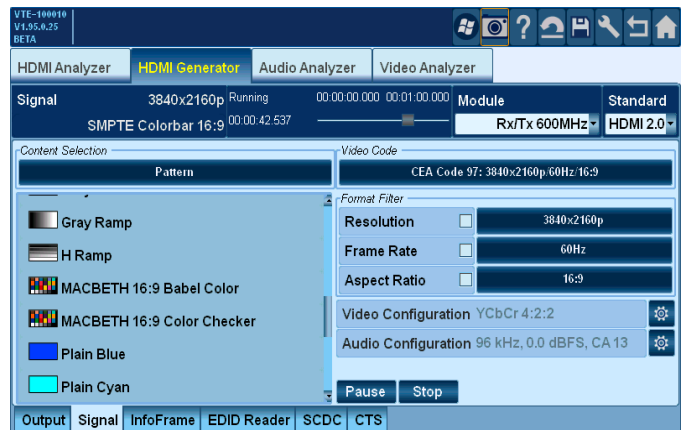 VTE-100010
V1.95.0.25
BETA
HDMI Analyzer
HDMI Generator
Audio Analyzer
Video Analyzer
Signal
3840x2160p
SMPTE Colorbar 16:9
Running
00:00:42.537
00:00:00.000
00:01:00.000
Module
Rx/Tx 600MHz
Standard
HDMI 2.0
Content Selection
Pattern
Gray Ramp
H Ramp
MACBETH 16:9 Babel Color
MACBETH 16:9 Color Checker
Plain Blue
Plain Cyan
Video Code
CEA Code 97: 3840x2160p/60Hz/16:9
Format Filter
Resolution
3840x2160p
Frame Rate
60Hz
Aspect Ratio
16:9
Video Configuration YCbCr 4:2:2
Audio Configuration 96 kHz, 0.0 dBFS, CA 13
Pause
Stop
Output
Signal
InfoFrame
EDID Reader
SCDC
CTS